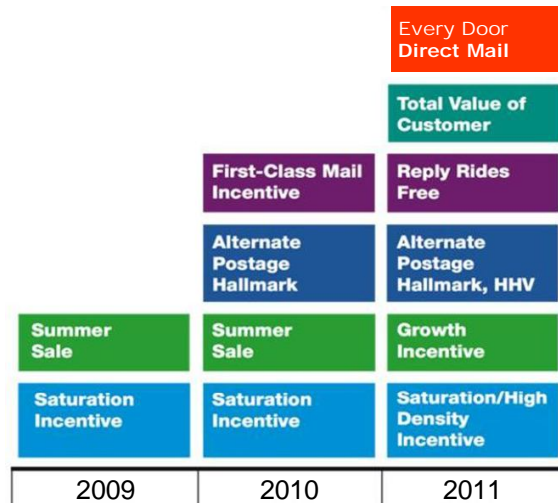 Every Door
Direct Mail
Total Value of
Customer
First-Class Mail
Incentive
Reply Rides
Free
Alternate
Postage
Hallmark
Alternate
Postage
Hallmark, HHV
Summer
Sale
Summer
Sale
Growth
Incentive
Saturation
Incentive
Saturation
Incentive
Saturation/High
Density
Incentive
2009
2010
2011